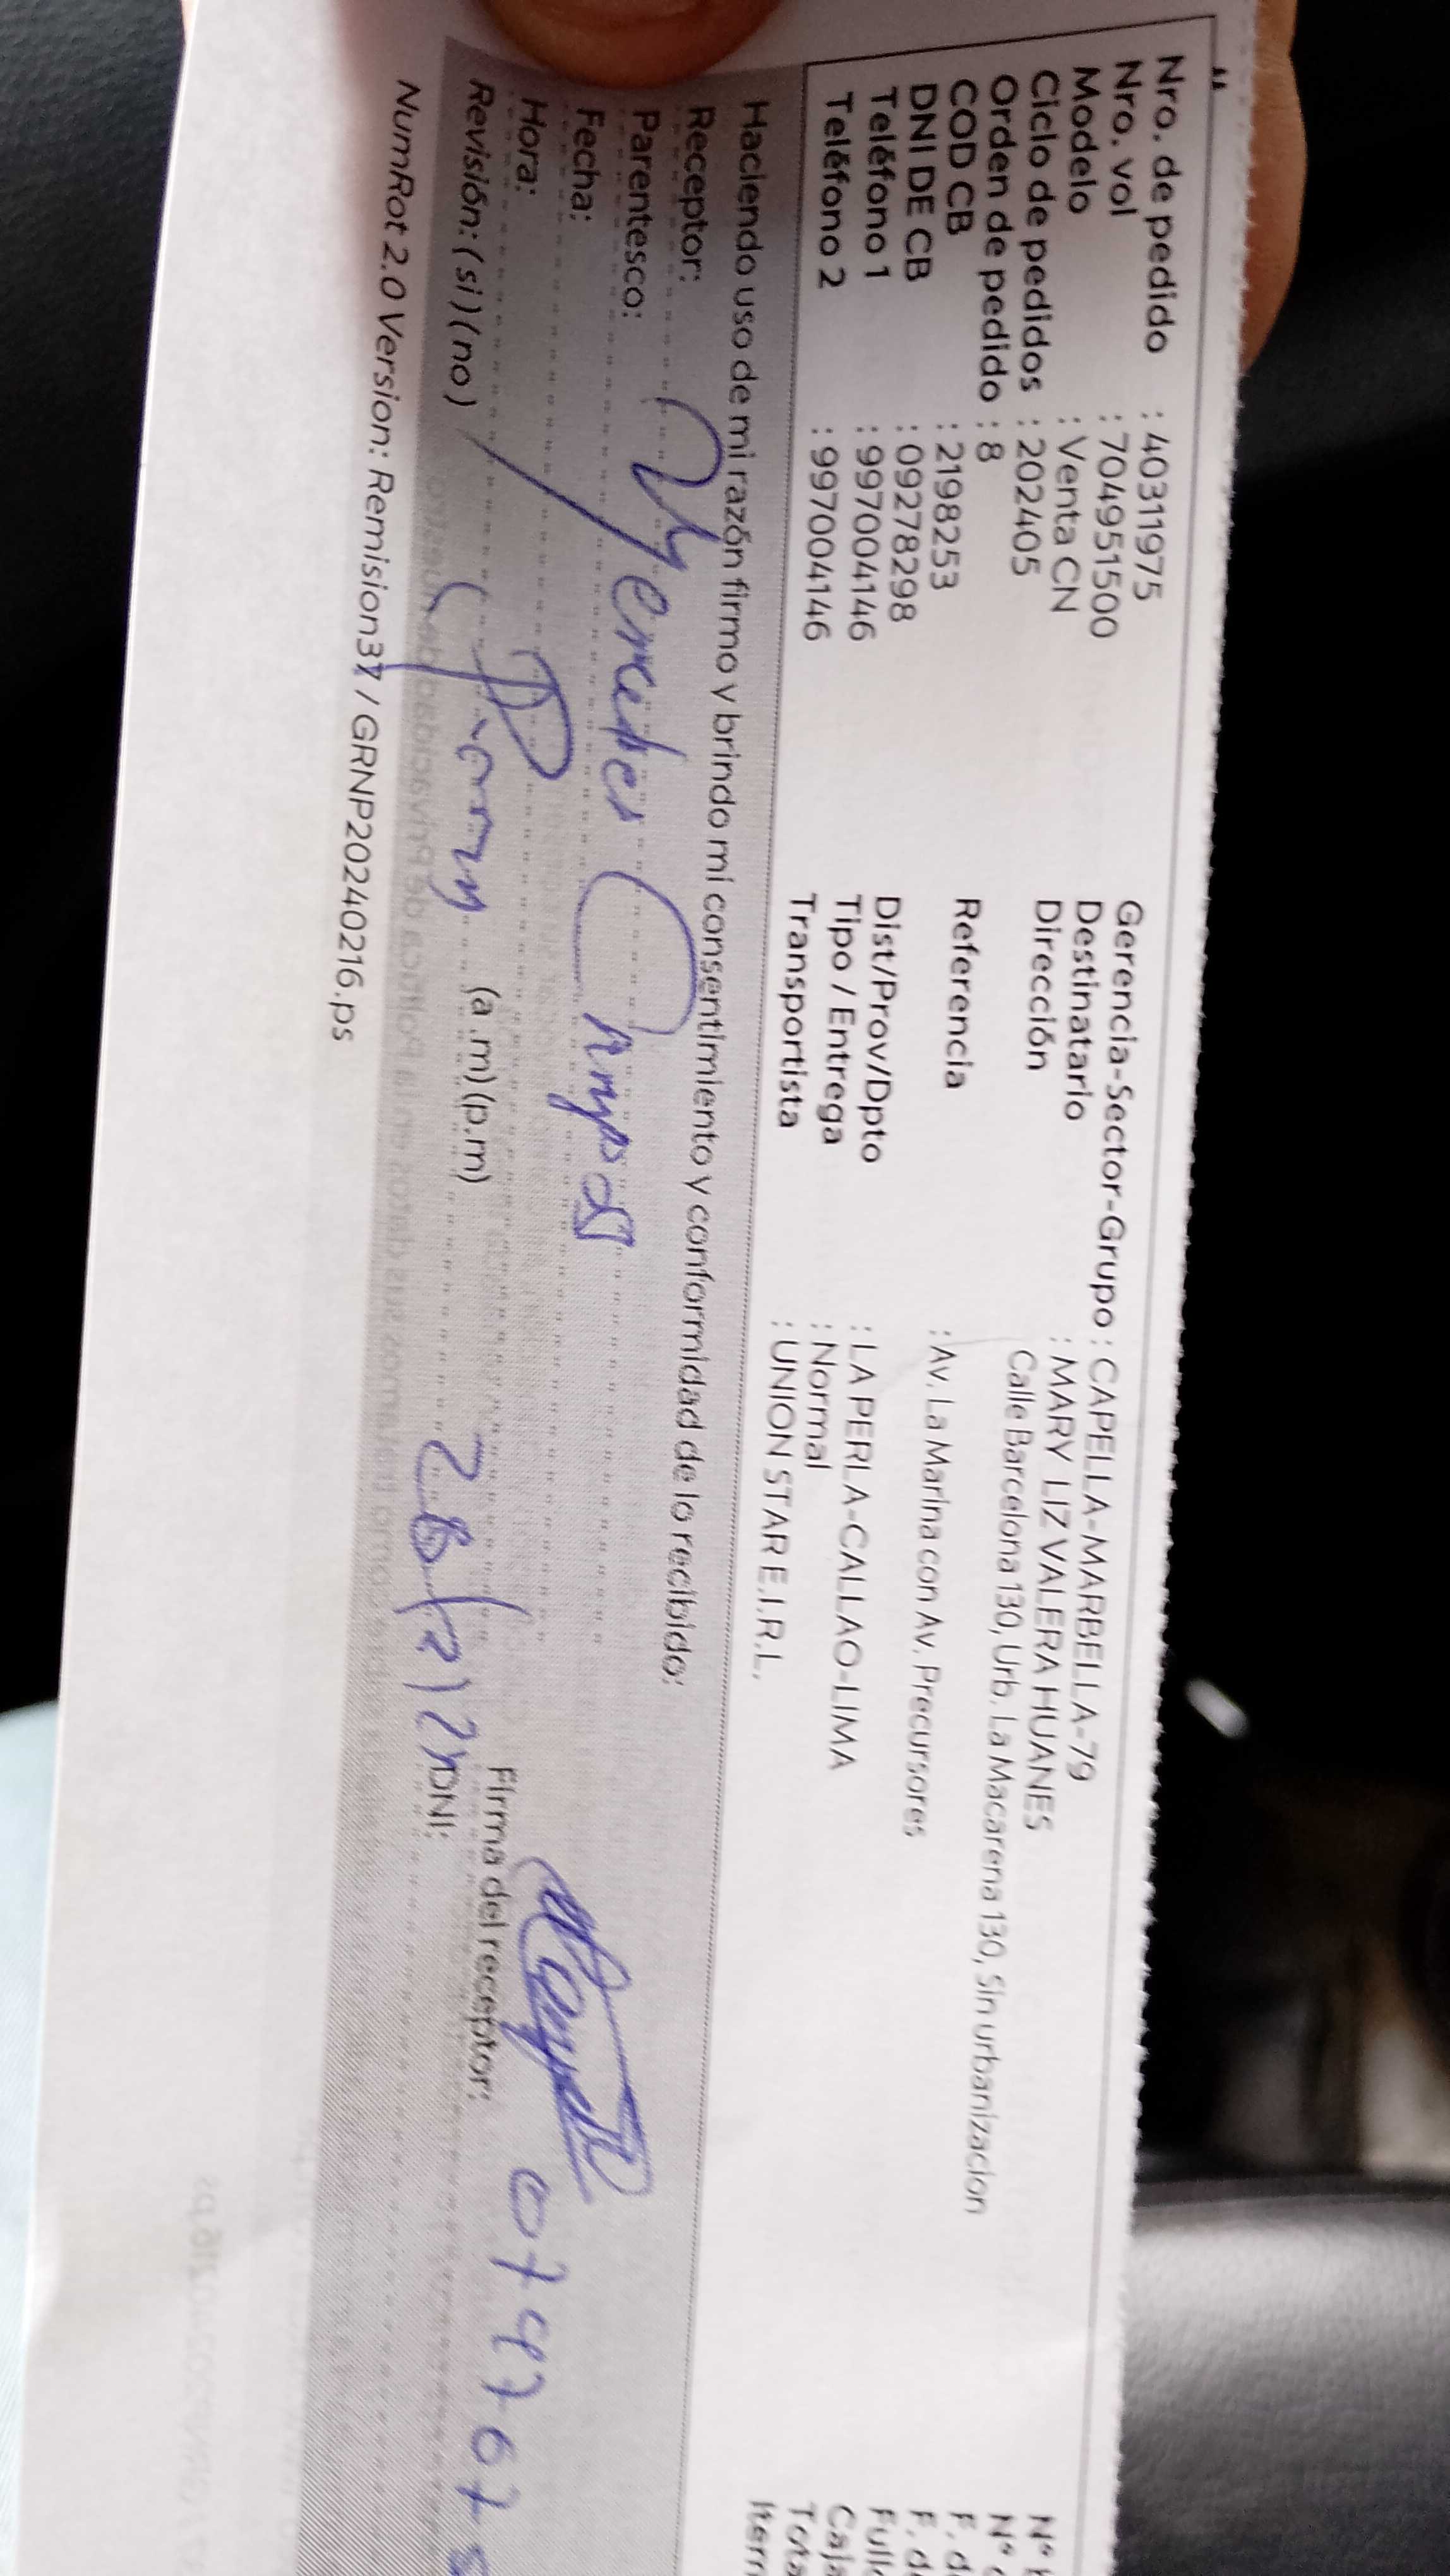 Nro. de pedido : 40311975
Nro. vol : 704951500
Modelo : Venta CN
Ciclo de pedidos : 202405
Orden de pedido : 8
COD CB : 2198253
DNI DE CB : 09278298
Teléfono 1 : 997004146
Teléfono 2 : 997004146
Gerencia-Sector-Grupo : CAPELLA-MARBELLA-79
Destinatario : MARY LIZ VALERA HUANES
Dirección Calle Barcelona 130, Urb. La Macarena 130, Sin urbanizacion
Referencia : Av. La Marina con Av. Precursores
Dist/Prov/Dpto : LA PERLA-CALLAO-LIMA
Tipo / Entrega : Normal
Transportista : UNION STAR E.I.R.L.
Haciendo uso de mi razón firmo y brindo mi consentimiento y conformidad de lo recibido:
Receptor: Mercedes Campos
Parentesco:
Fecha:
Hora: (a.m)(p.m)
Firma del receptor:
Revisión: (si) (no)
DNI:
NumRot 2.0 Version: Remision37 / GRNP20240216.ps